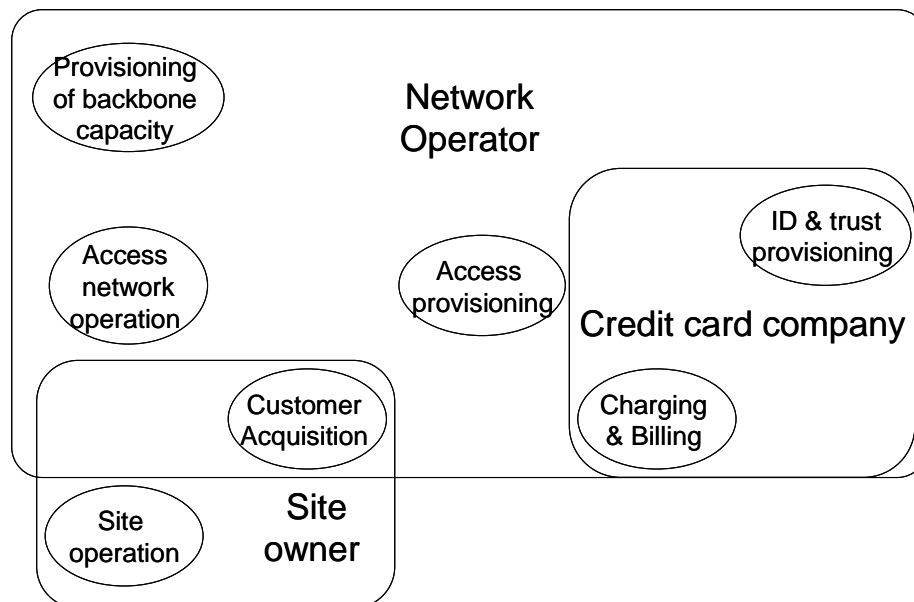 Provisioning
of backbone
capacity
Network
Operator
ID & trust
provisioning
Access
network
operation
Access
provisioning
Credit card company
Customer
Acquisition
Charging
& Billing
Site
operation
Site
owner